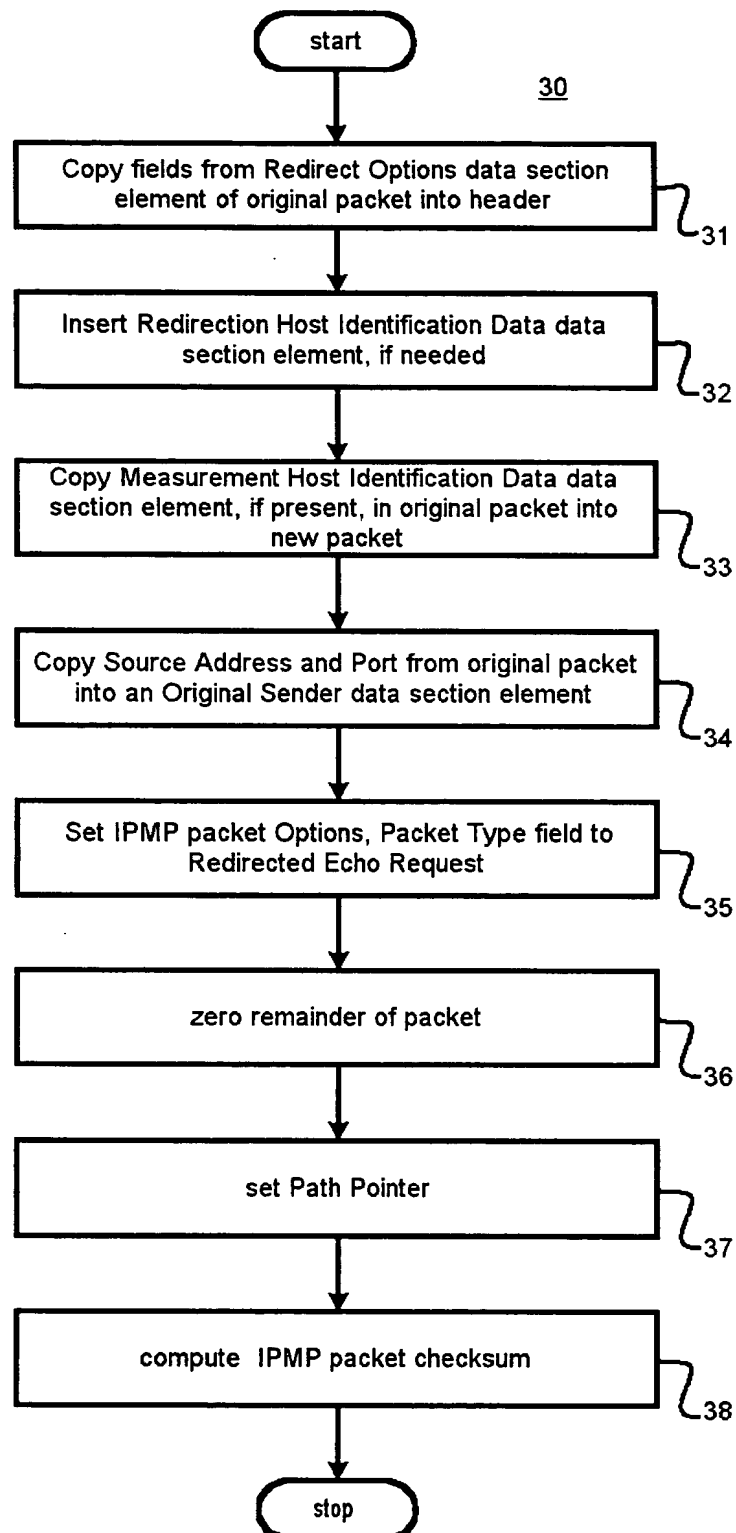 start
30
Copy fields from Redirect Options data section
element of original packet into header
31
Insert Redirection Host Identification Data data
section element, if needed
32
Copy Measurement Host Identification Data data
section element, if present, in original packet into
new packet
33
Copy Source Address and Port from original packet
into an Original Sender data section element
34
Set IPMP packet Options, Packet Type field to
Redirected Echo Request
35
zero remainder of packet
36
set Path Pointer
37
compute IPMP packet checksum
38
stop